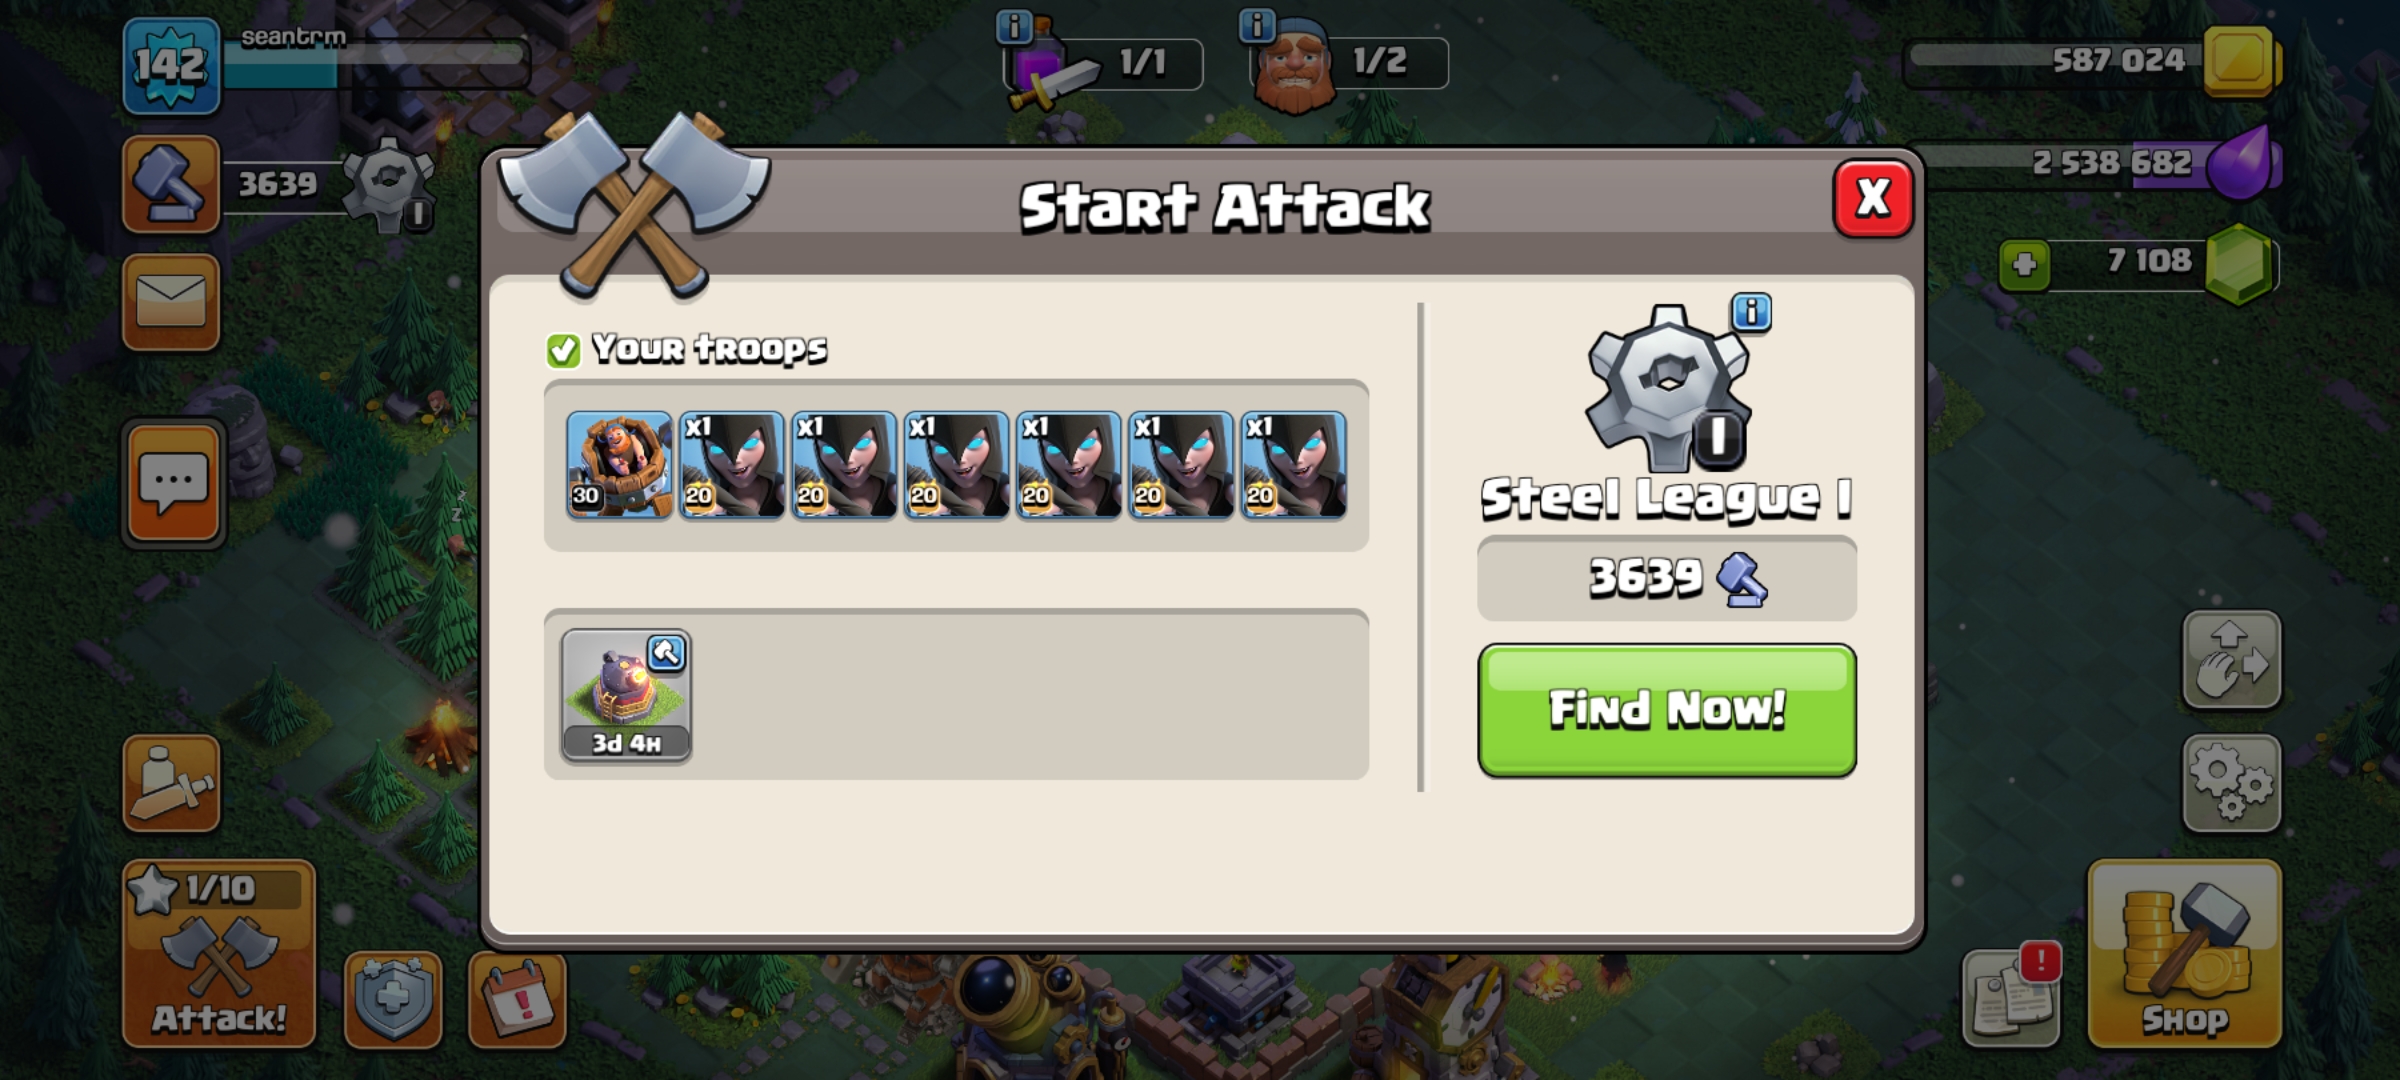 142
seantrm
1/1
1/2
587 024
3639
I
2 538 682
7 108
Start Attack
X
Your troops
30
x1
20
x1
20
x1
20
x1
20
x1
20
x1
20
I
Steel League I
3639
Find Now!
3d 4H
z
Z
1/10
Attack!
!
Shop